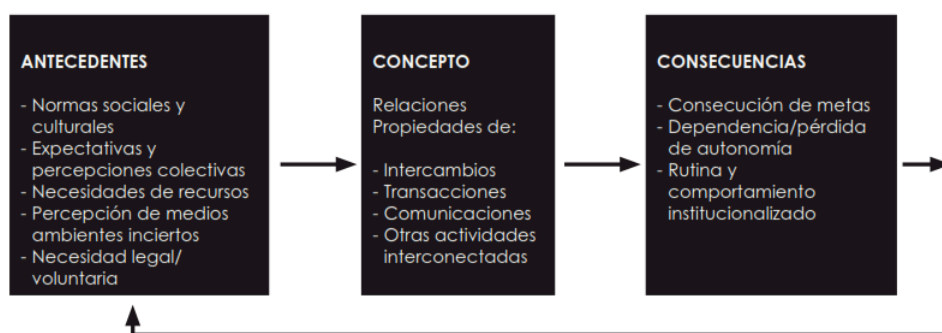 ANTECEDENTES
- Normas sociales y
culturales
- Expectativas y
percepciones colectivas
- Necesidades de recursos
- Percepción de medios
ambientes inciertos
- Necesidad legal/
voluntaria
CONCEPTO
Relaciones
Propiedades de:
- Intercambios
- Transacciones
- Comunicaciones
- Otras actividades
interconectadas
CONSECUENCIAS
- Consecución de metas
- Dependencia/pérdida
de autonomía
- Rutina y
comportamiento
institucionalizado